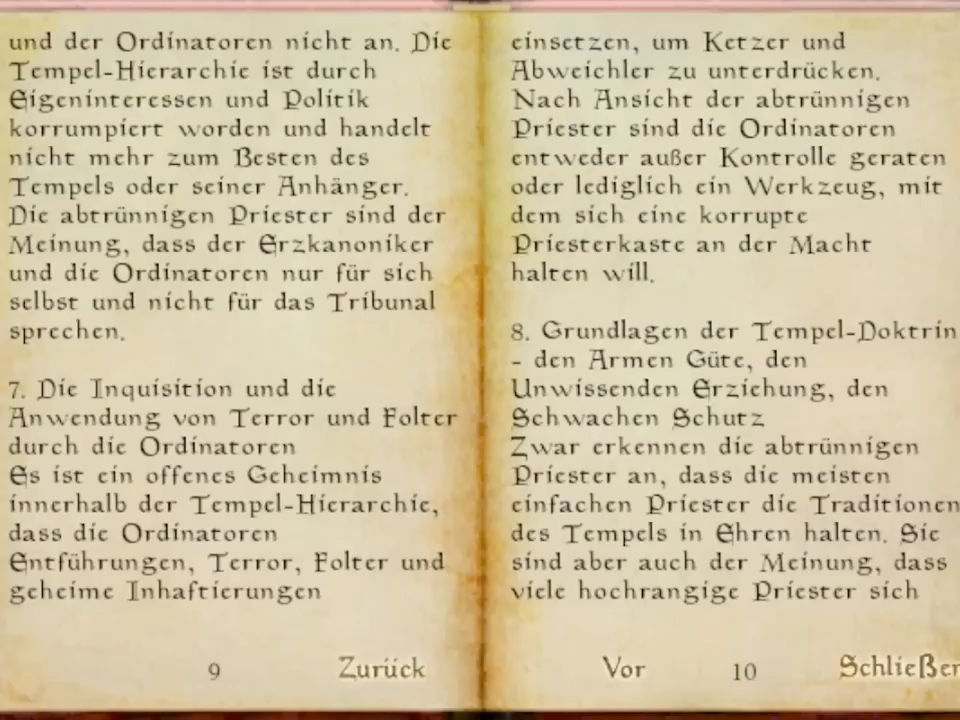 und der Ordinatoren nicht an. Die
Tempel-Hierarchie ist durch
Eigeninteressen und Politik
korrumpiert worden und handelt
nicht mehr zum Besten des
Tempels oder seiner Anhänger.
Die abtrünnigen Priester sind der
Meinung, dass der Erzkanoniker
und die Ordinatoren nur für sich
selbst und nicht für das Tribunal
sprechen.
7. Die Inquisition und die
Anwendung von Terror und Folter
durch die Ordinatoren
Es ist ein offenes Geheimnis
innerhalb der Tempel-Hierarchie,
dass die Ordinatoren
Entführungen, Terror, Folter und
geheime Inhaftierungen
9 Zurück
einsetzen, um Ketzer und
Abweichler zu unterdrücken.
Nach Ansicht der abtrünnigen
Priester sind die Ordinatoren
entweder außer Kontrolle geraten
oder lediglich ein Werkzeug, mit
dem sich eine korrupte
Priesterkaste an der Macht
halten will.
8. Grundlagen der Tempel-Doktrin
- den Armen Güte, den
Unwissenden Erziehung, den
Schwachen Schutz
Zwar erkennen die abtrünnigen
Priester an, dass die meisten
einfachen Priester die Traditionen
des Tempels in Ehren halten. Sie
sind aber auch der Meinung, dass
viele hochrangige Priester sich
Vor 10 Schließen